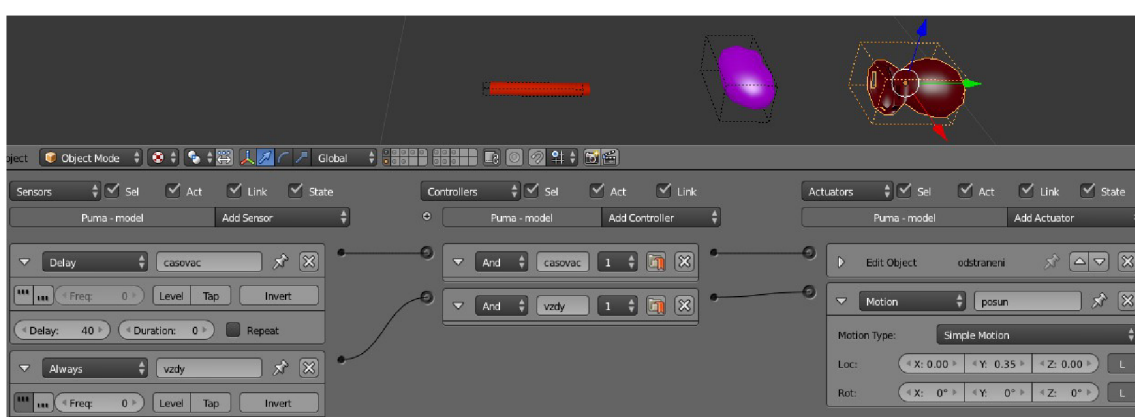 ject Object Mode Global
Sensors Sel Act Link State Controllers Sel Act Link Actuators Sel Act Link State
Puma - model Add Sensor Puma - model Add Controller Puma - model Add Actuator
Delay casovac And casovac 1 Edit Object odstraneni
Freq: 0 Level Tap Invert And vzdy 1 Motion posun
Delay: 40 Duration: 0 Repeat Motion Type: Simple Motion
Always vzdy Loc: X: 0.00 Y: 0.35 Z: 0.00 L
Freq: 0 Level Tap Invert Rot: X: 0° Y: 0° Z: 0° L